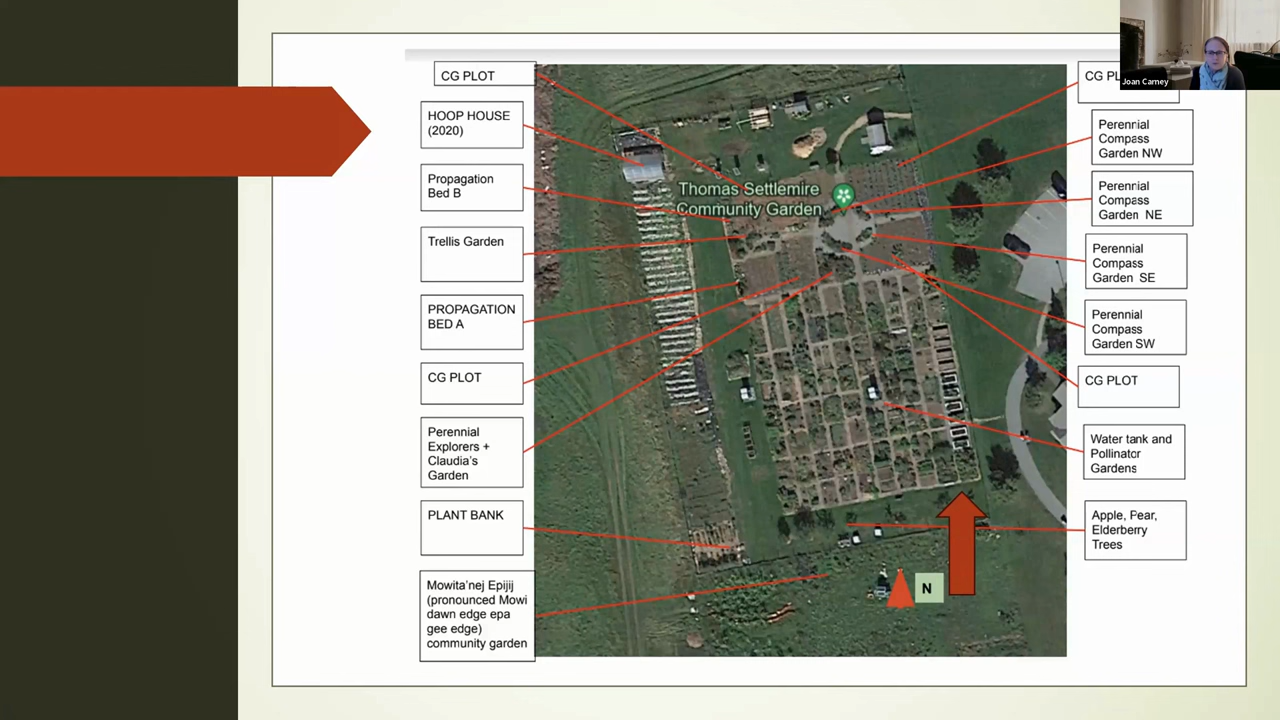 CG PLOT
HOOP HOUSE
(2020)
Propagation
Bed B
Trellis Garden
PROPAGATION
BED A
CG PLOT
Perennial
Explorers +
Claudia's
Garden
PLANT BANK
Mowita'nej Epijij
(pronounced Mowi
dawn edge epa
gee edge)
community garden
Thomas Settlemire
Community Garden
N
Joan Carney
CG PL
Perennial
Compass
Garden NW
Perennial
Compass
Garden NE
Perennial
Compass
Garden SE
Perennial
Compass
Garden SW
CG PLOT
Water tank and
Pollinator
Gardens
Apple, Pear,
Elderberry
Trees